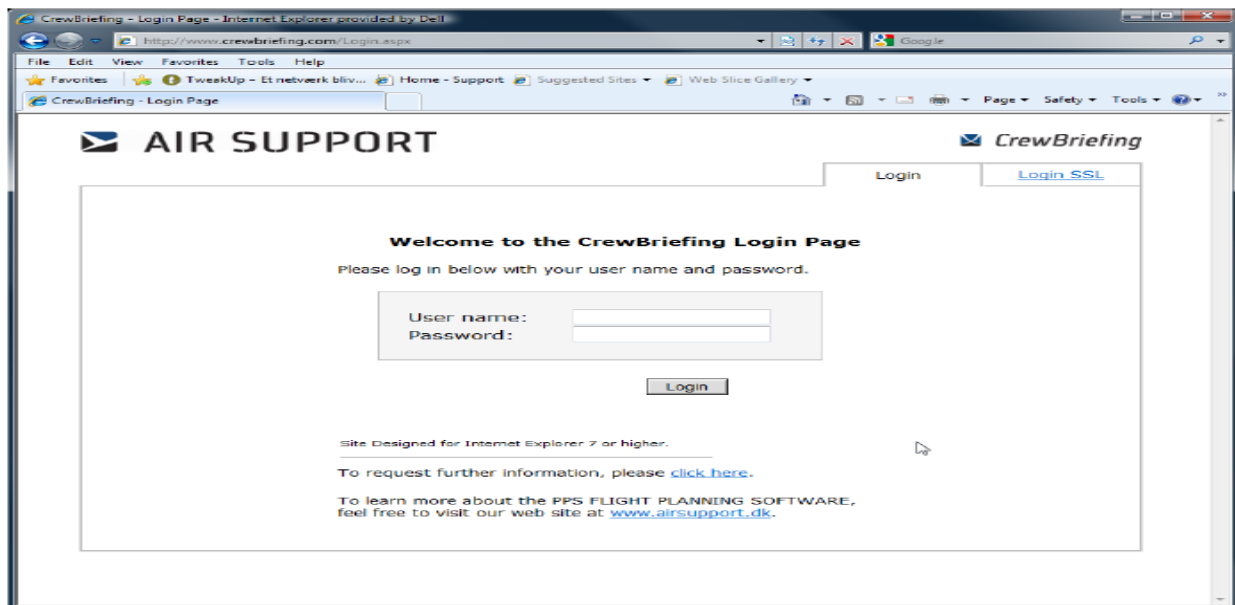 CrewBriefing - Login Page - Internet Explorer provided by Dell
http://www.crewbriefing.com/Login.aspx
Google
File Edit View Favorites Tools Help
Favorites TweakUp - Et netværk bliv... Home - Support Suggested Sites Web Slice Gallery
CrewBriefing - Login Page
Page Safety Tools
AIR SUPPORT
CrewBriefing
Login
Login SSL
Welcome to the CrewBriefing Login Page
Please log in below with your user name and password.
User name:
Password:
Login
Site Designed for Internet Explorer 7 or higher.
To request further information, please click here.
To learn more about the PPS FLIGHT PLANNING SOFTWARE,
feel free to visit our web site at www.airsupport.dk.